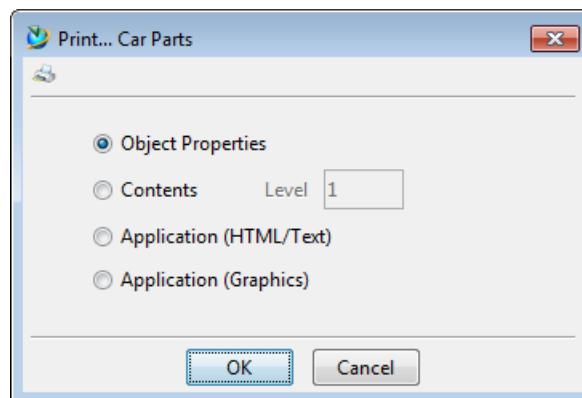 Print... Car Parts
Object Properties
Contents Level 1
Application (HTML/Text)
Application (Graphics)
OK Cancel